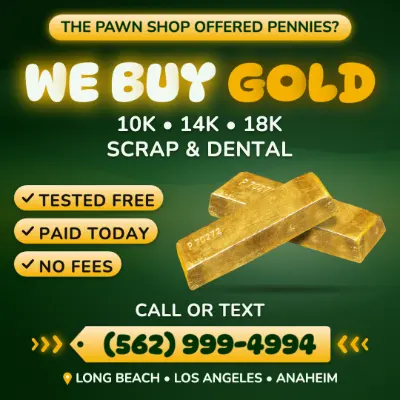 THE PAWN SHOP OFFERED PENNIES?
WE BUY GOLD
10K • 14K • 18K
SCRAP & DENTAL
TESTED FREE
PAID TODAY
NO FEES
P 70272
CALL OR TEXT
(562) 999-4994
LONG BEACH • LOS ANGELES • ANAHEIM